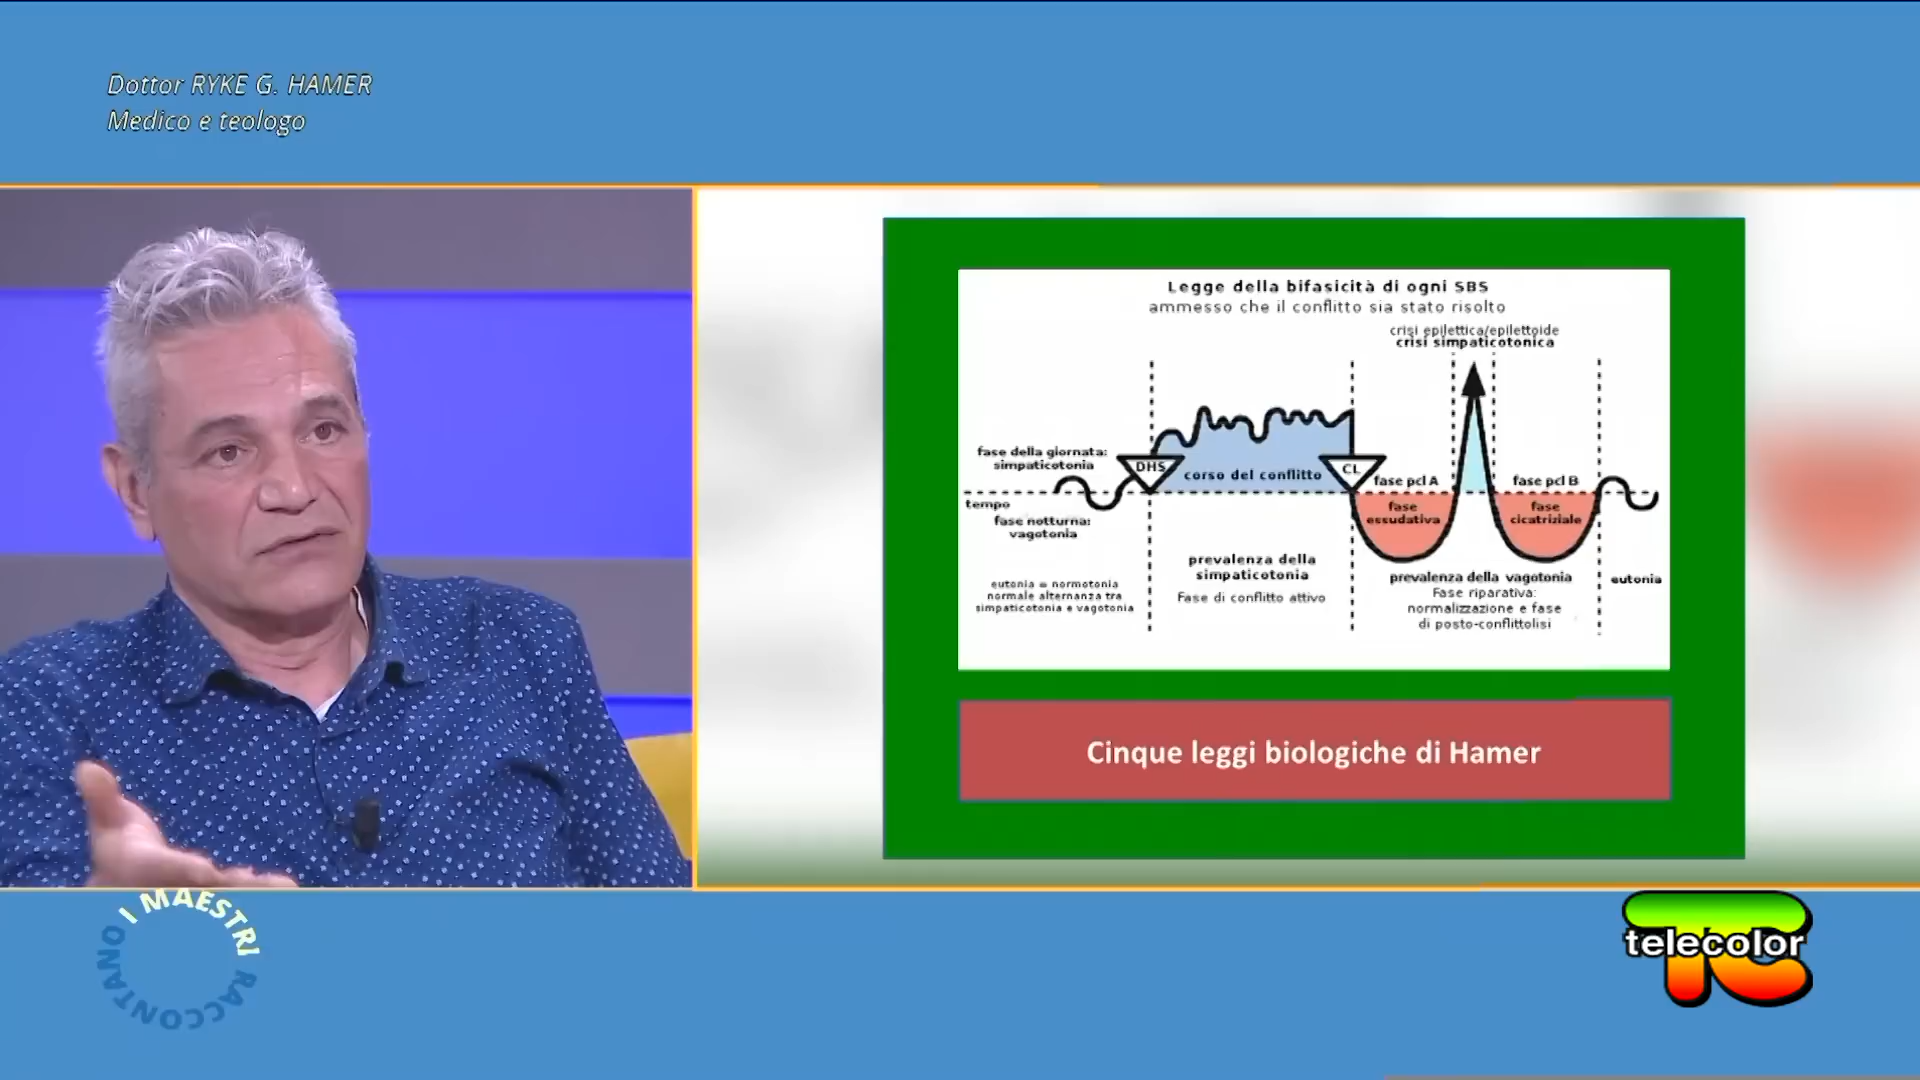 Dottor RYKE G. HAMER
Medico e teologo
Legge della bifasicità di ogni SBS
ammesso che il conflitto sia stato risolto
crisi epilettica/epilettoide
crisi simpaticotonica
fase della giornata:
simpaticotonia
DHS
corso del conflitto
CL
fase pcl A
fase pcl B
tempo
fase
essudativa
fase
cicatriziale
fase notturna:
vagotonia
prevalenza della
simpaticotonia
Fase di conflitto attivo
eutonia = normotonia
normale alternanza tra
simpaticotonia e vagotonia
prevalenza della vagotonia
Fase riparativa:
normalizzazione e fase
di posto-conflittolisi
eutonia
Cinque leggi biologiche di Hamer
I MAESTRI RACCONTANO
telecolor
TC